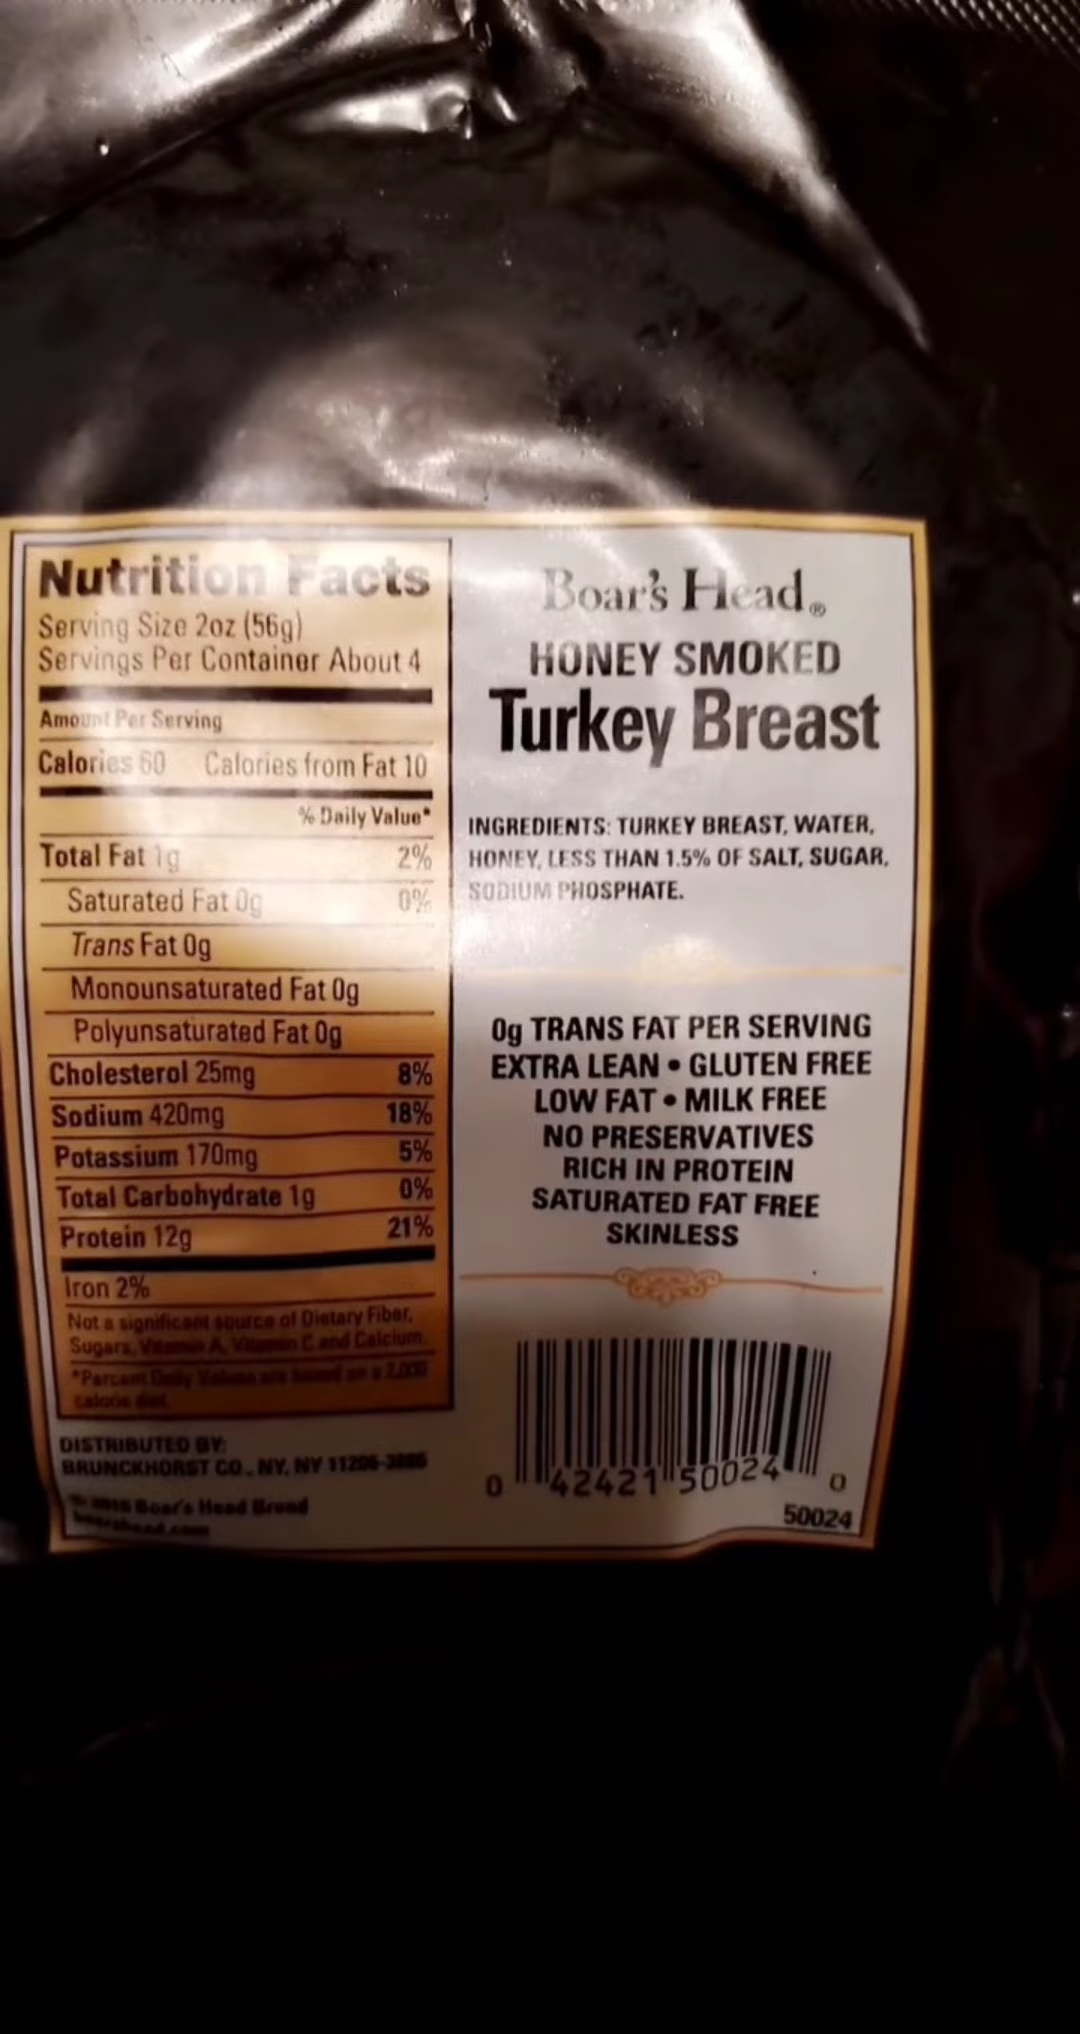 Nutrition Facts
Serving Size 2oz (56g)
Servings Per Container About 4
Amount Per Serving
Calories 60 Calories from Fat 10
% Daily Value*
Total Fat 1g 2%
Saturated Fat 0g 0%
Trans Fat 0g
Monounsaturated Fat 0g
Polyunsaturated Fat 0g
Cholesterol 25mg 8%
Sodium 420mg 18%
Potassium 170mg 5%
Total Carbohydrate 1g 0%
Protein 12g 21%
Iron 2%
Not a significant source of Dietary Fiber,
Sugars, Vitamin A, Vitamin C and Calcium.
*Percent Daily Values are based on a 2,000
calorie diet.
DISTRIBUTED BY:
BRUNCKHORST CO., NY, NY 11206
Boar's Head Brand
boarshead.com
Boar's Head®
HONEY SMOKED
Turkey Breast
INGREDIENTS: TURKEY BREAST, WATER,
HONEY, LESS THAN 1.5% OF SALT, SUGAR,
SODIUM PHOSPHATE.
0g TRANS FAT PER SERVING
EXTRA LEAN • GLUTEN FREE
LOW FAT • MILK FREE
NO PRESERVATIVES
RICH IN PROTEIN
SATURATED FAT FREE
SKINLESS
0 42421 50024 0
50024